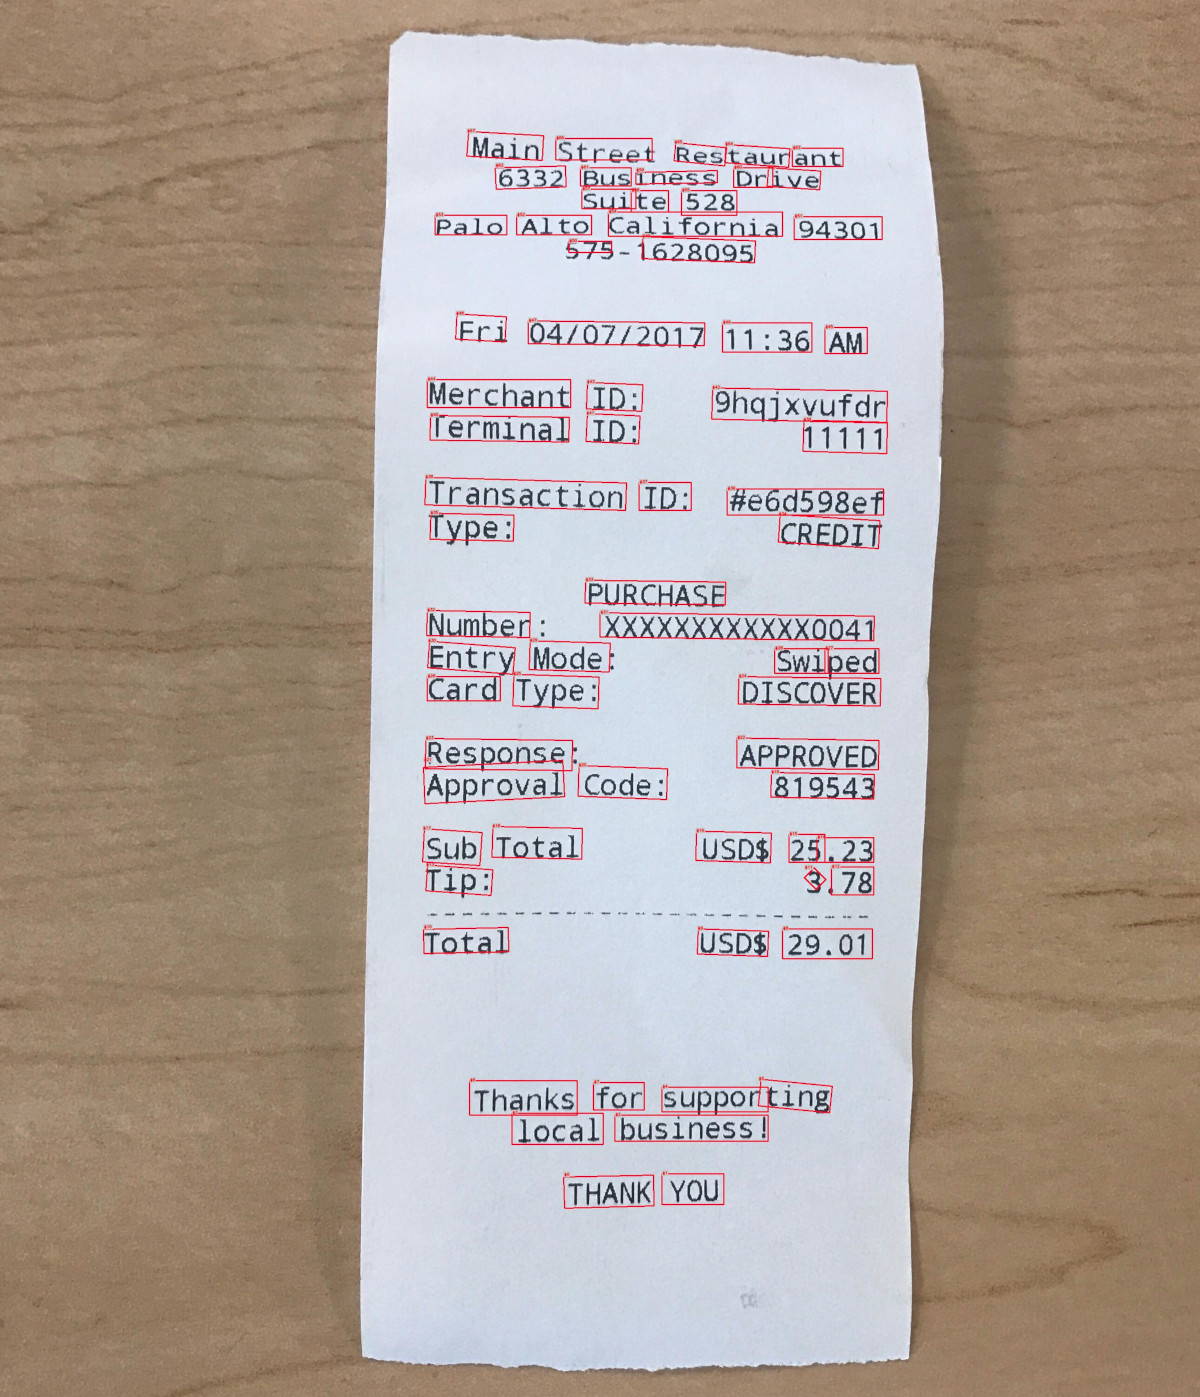 Main Street Restaurant
6332 Business Drive
Suite 528
Palo Alto California 94301
575-1628095
Fri 04/07/2017 11:36 AM
Merchant ID: 9hqjxvufdr
Terminal ID: 11111
Transaction ID: #e6d598ef
Type: CREDIT
PURCHASE
Number: XXXXXXXXXXXX0041
Entry Mode: Swiped
Card Type: DISCOVER
Response: APPROVED
Approval Code: 819543
Sub Total USD$ 25.23
Tip: 3.78
Total USD$ 29.01
Thanks for supporting
local business!
THANK YOU